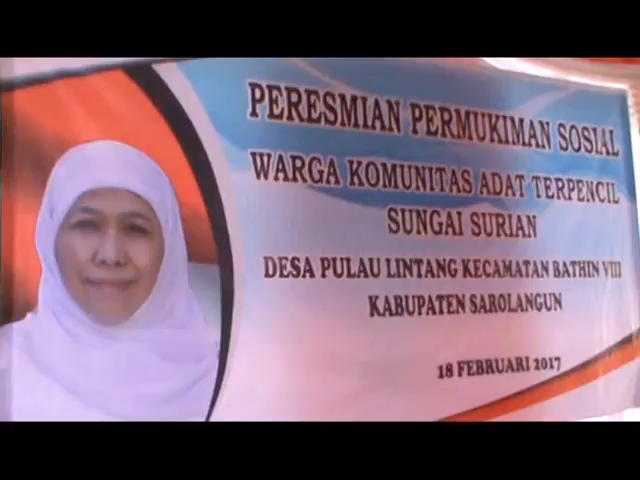 PERESMIAN PERMUKIMAN SOSIAL
WARGA KOMUNITAS ADAT TERPENCIL
SUNGAI SURIAN
DESA PULAU LINTANG KECAMATAN BATHIN VIII
KABUPATEN SAROLANGUN
18 FEBRUARI 2017